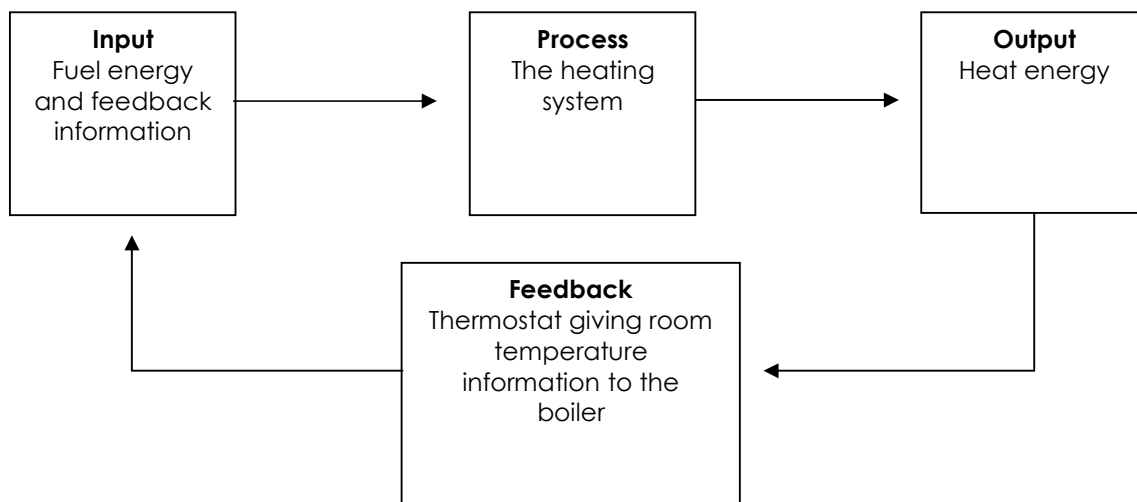 Input
Fuel energy
and feedback
information
Process
The heating
system
Output
Heat energy
Feedback
Thermostat giving room
temperature
information to the
boiler